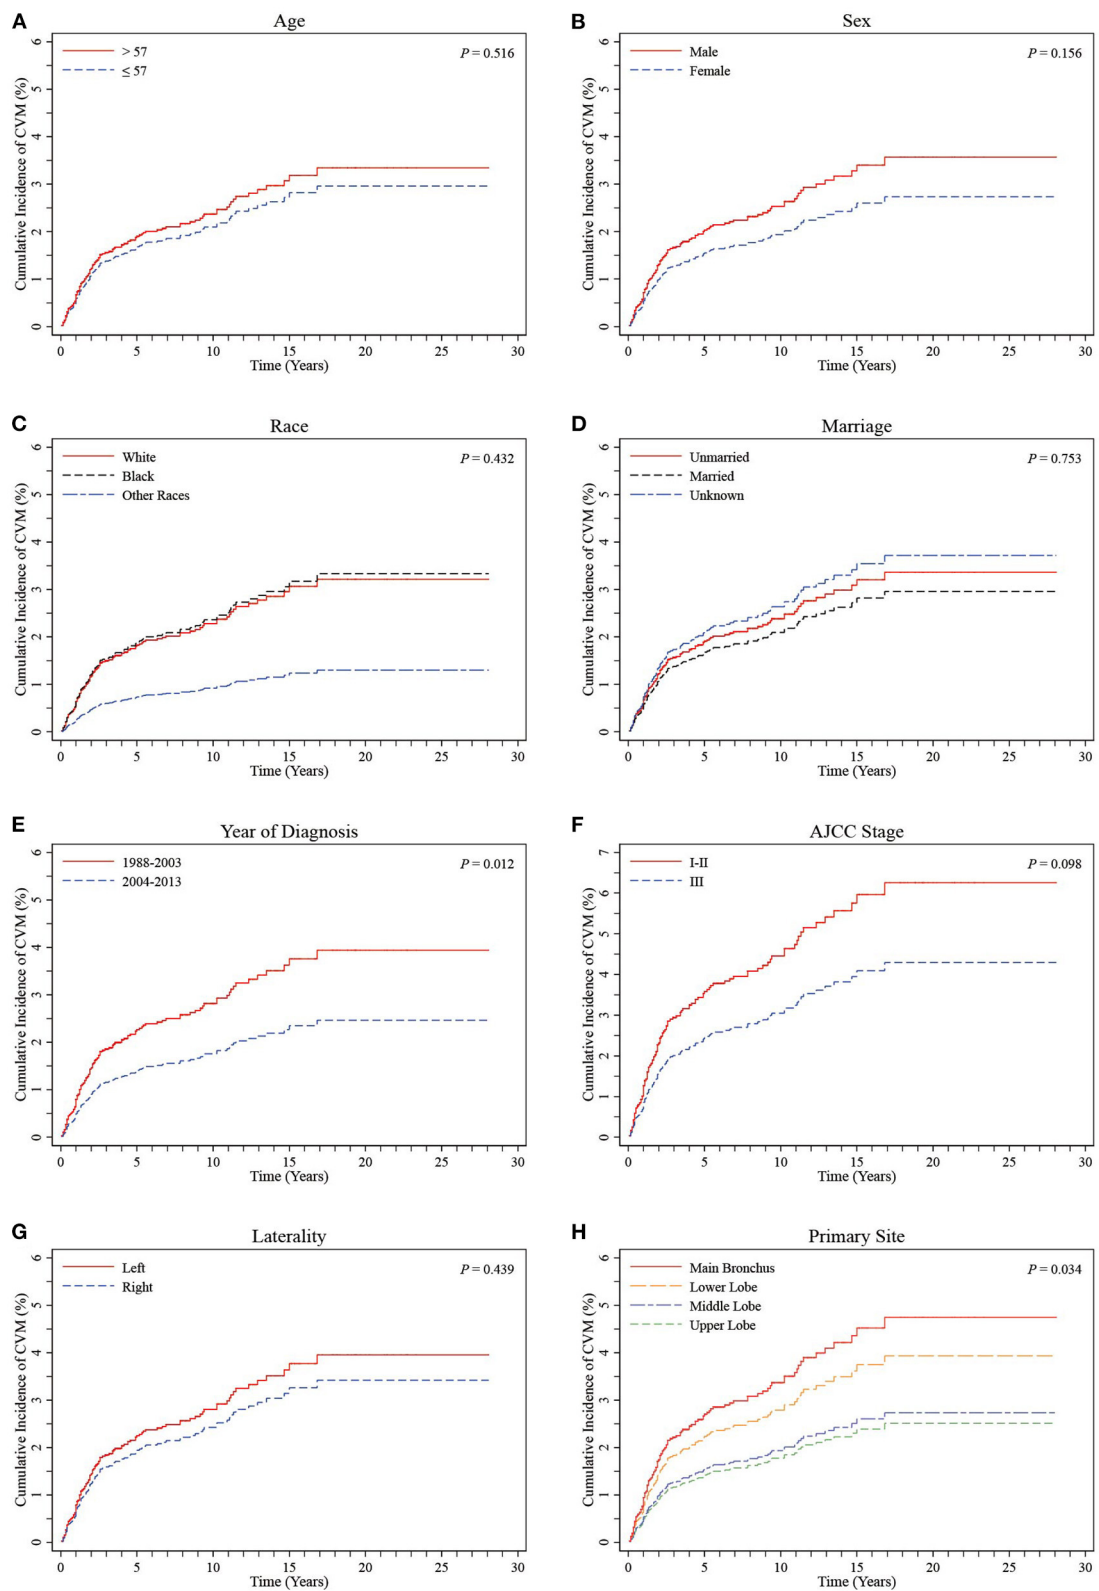 A
Age
> 57
≤ 57
P = 0.516
Cumulative Incidence of CVM (%)
0 1 2 3 4 5 6
0 5 10 15 20 25 30
Time (Years)
B
Sex
Male
Female
P = 0.156
Cumulative Incidence of CVM (%)
0 1 2 3 4 5 6
0 5 10 15 20 25 30
Time (Years)
C
Race
White
Black
Other Races
P = 0.432
Cumulative Incidence of CVM (%)
0 1 2 3 4 5 6
0 5 10 15 20 25 30
Time (Years)
D
Marriage
Unmarried
Married
Unknown
P = 0.753
Cumulative Incidence of CVM (%)
0 1 2 3 4 5 6
0 5 10 15 20 25 30
Time (Years)
E
Year of Diagnosis
1988-2003
2004-2013
P = 0.012
Cumulative Incidence of CVM (%)
0 1 2 3 4 5 6
0 5 10 15 20 25 30
Time (Years)
F
AJCC Stage
I-II
III
P = 0.098
Cumulative Incidence of CVM (%)
0 1 2 3 4 5 6 7
0 5 10 15 20 25 30
Time (Years)
G
Laterality
Left
Right
P = 0.439
Cumulative Incidence of CVM (%)
0 1 2 3 4 5 6
0 5 10 15 20 25 30
Time (Years)
H
Primary Site
Main Bronchus
Lower Lobe
Middle Lobe
Upper Lobe
P = 0.034
Cumulative Incidence of CVM (%)
0 1 2 3 4 5 6
0 5 10 15 20 25 30
Time (Years)